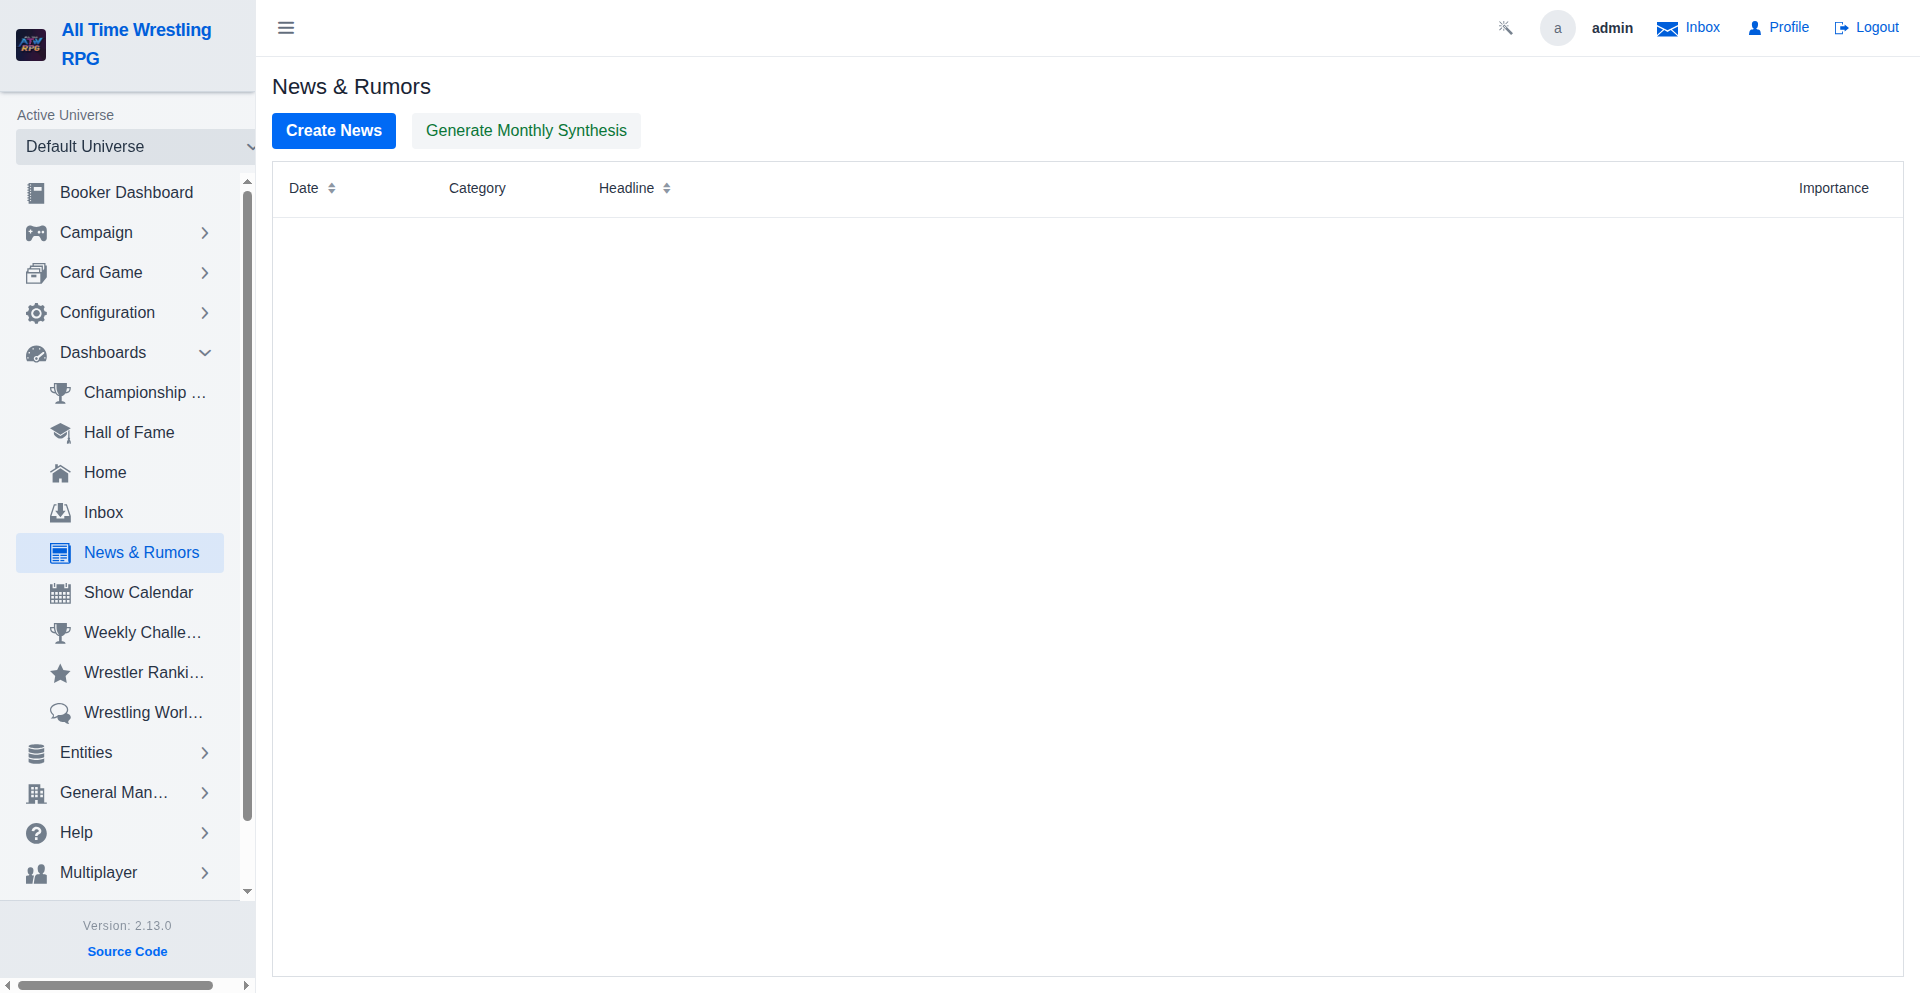 All Time Wrestling
RPG
a
admin
Inbox
Profile
Logout
Active Universe
Default Universe
Booker Dashboard
Campaign
Card Game
Configuration
Dashboards
Championship …
Hall of Fame
Home
Inbox
News & Rumors
Show Calendar
Weekly Challe…
Wrestler Ranki…
Wrestling Worl…
Entities
General Man…
Help
Multiplayer
Version: 2.13.0
Source Code
News & Rumors
Create News
Generate Monthly Synthesis
Date
Category
Headline
Importance